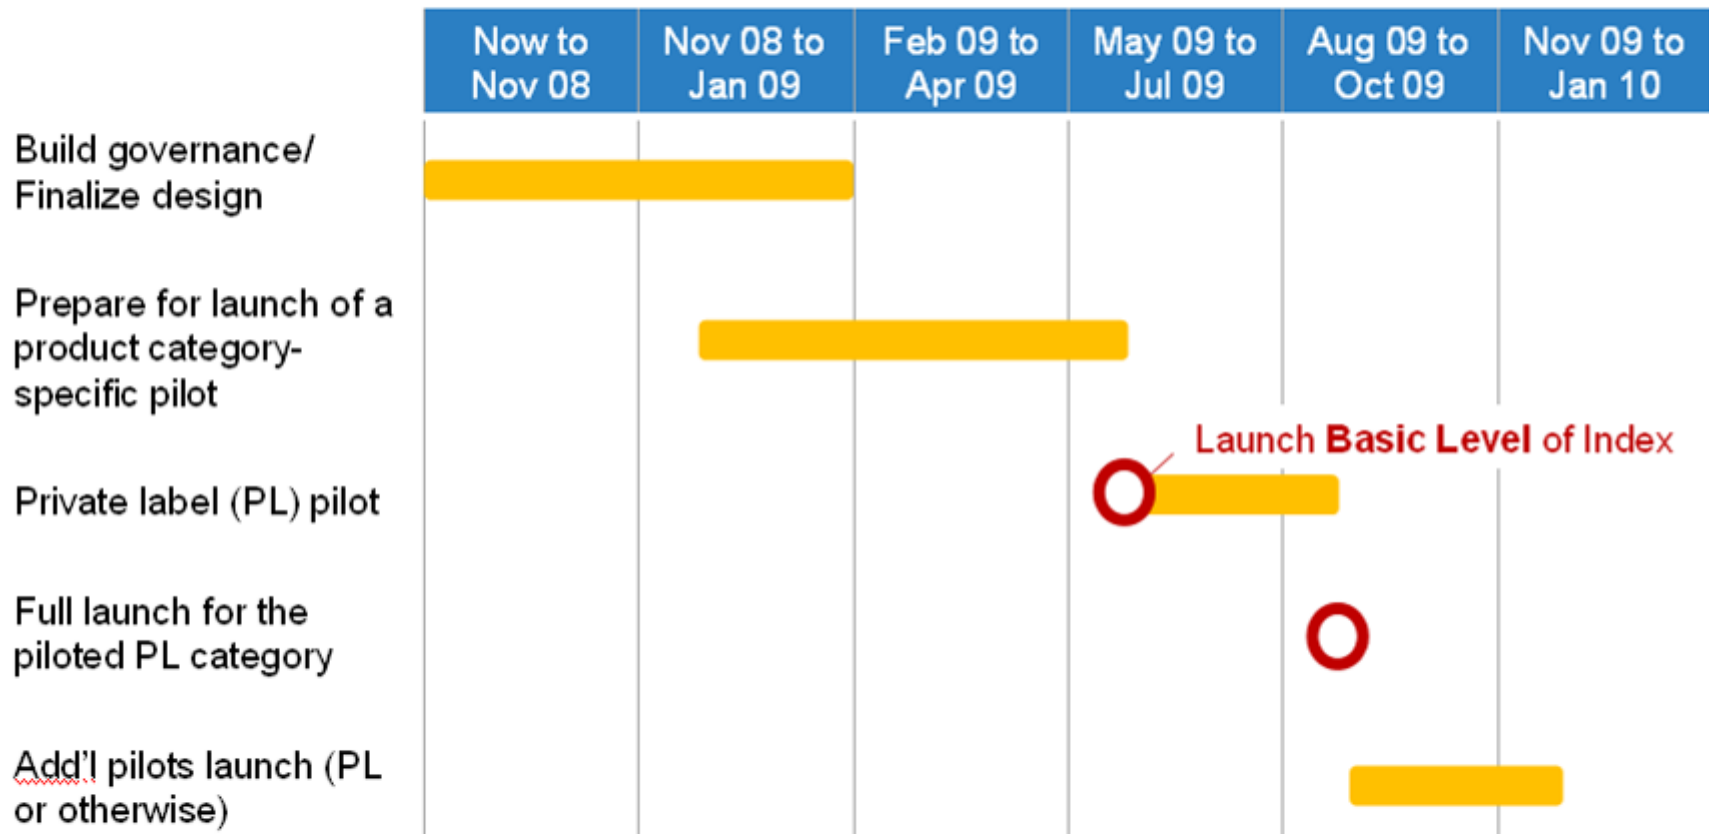 Now to
Nov 08
Nov 08 to
Jan 09
Feb 09 to
Apr 09
May 09 to
Jul 09
Aug 09 to
Oct 09
Nov 09 to
Jan 10
Build governance/
Finalize design
Prepare for launch of a
product category-
specific pilot
Launch Basic Level of Index
Private label (PL) pilot
Full launch for the
piloted PL category
Add'l pilots launch (PL
or otherwise)